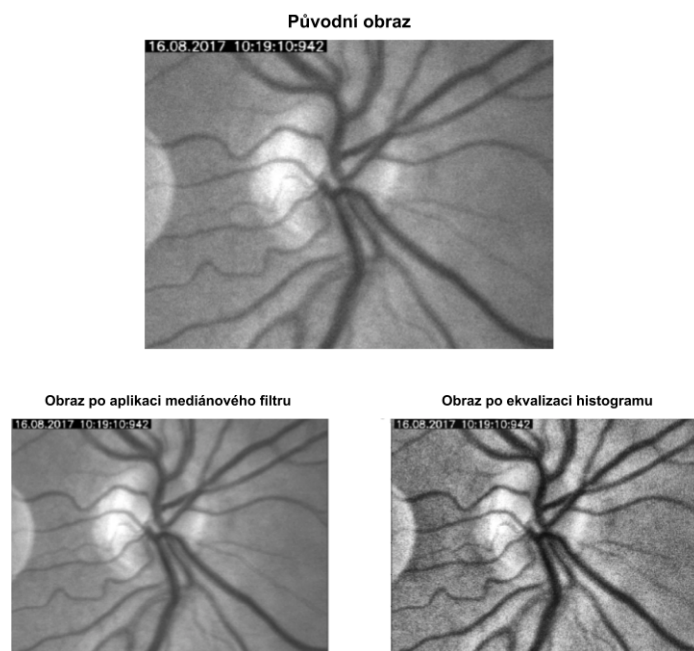 Původní obraz
16.08.2017 10:19:10:942
Obraz po aplikaci mediánového filtru
16.08.2017 10:19:10:942
Obraz po ekvalizaci histogramu
16.08.2017 10:19:10:942